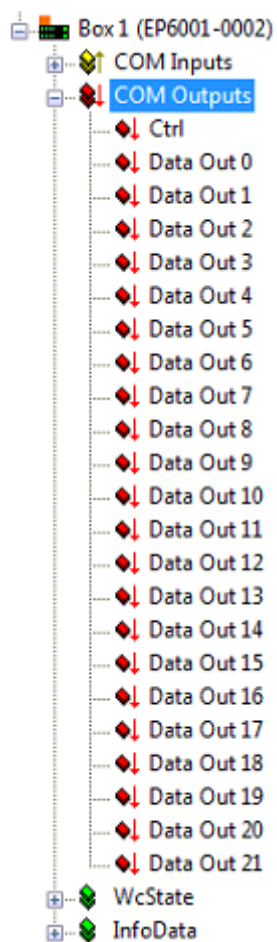 Box 1 (EP6001-0002)
COM Inputs
COM Outputs
Ctrl
Data Out 0
Data Out 1
Data Out 2
Data Out 3
Data Out 4
Data Out 5
Data Out 6
Data Out 7
Data Out 8
Data Out 9
Data Out 10
Data Out 11
Data Out 12
Data Out 13
Data Out 14
Data Out 15
Data Out 16
Data Out 17
Data Out 18
Data Out 19
Data Out 20
Data Out 21
WcState
InfoData